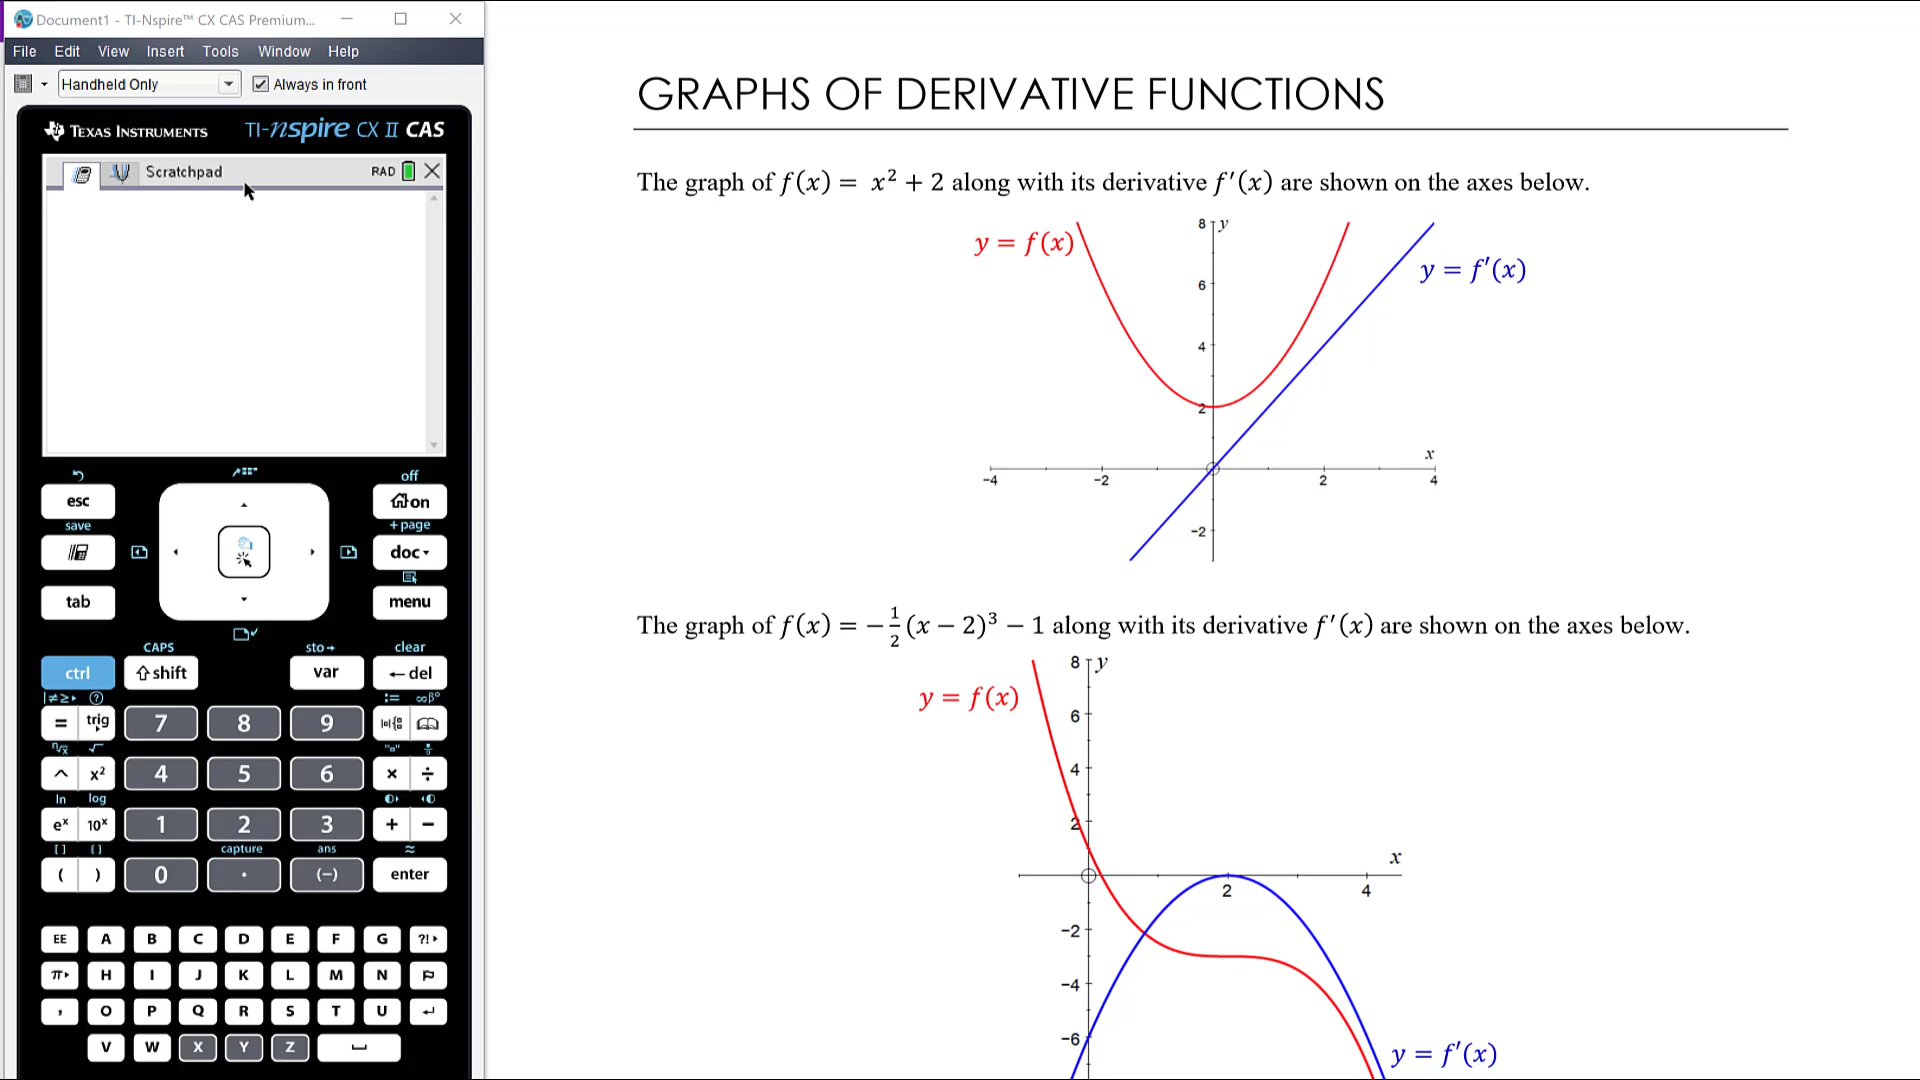 Document1 - TI-Nspire™ CX CAS Premium...
File Edit View Insert Tools Window Help
Handheld Only Always in front
TEXAS INSTRUMENTS TI-nspire CX II CAS
Scratchpad RAD
off
esc on
save + page
doc
tab menu
CAPS sto→ clear
ctrl ⇧shift var ←del
|≠≥▸ ? := ∞β°
= trig 7 8 9
ⁿ√x √ "▫"
^ x² 4 5 6 × ÷
ln log
eˣ 10ˣ 1 2 3 + −
[ ] { } capture ans ≈
( ) 0 . (−) enter
EE A B C D E F G ?!▸
π▸ H I J K L M N
, O P Q R S T U ↵
V W X Y Z
GRAPHS OF DERIVATIVE FUNCTIONS
The graph of f(x) = x² + 2 along with its derivative f′(x) are shown on the axes below.
y = f(x) 8 y
y = f′(x)
6
4
2
x
-4 -2 2 4
-2
The graph of f(x) = −½(x − 2)³ − 1 along with its derivative f′(x) are shown on the axes below.
8 y
y = f(x)
6
4
2
x
2 4
-2
-4
-6
y = f′(x)